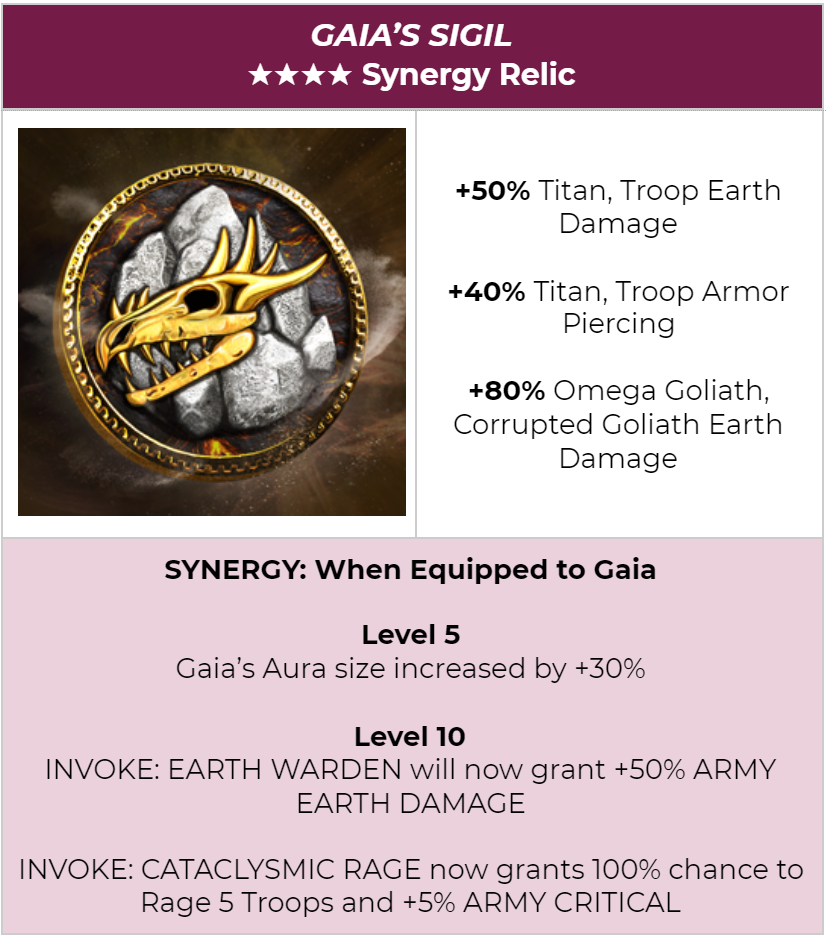 GAIA’S SIGIL
★★★★ Synergy Relic
+50% Titan, Troop Earth
Damage
+40% Titan, Troop Armor
Piercing
+80% Omega Goliath,
Corrupted Goliath Earth
Damage
SYNERGY: When Equipped to Gaia
Level 5
Gaia’s Aura size increased by +30%
Level 10
INVOKE: EARTH WARDEN will now grant +50% ARMY
EARTH DAMAGE
INVOKE: CATACLYSMIC RAGE now grants 100% chance to
Rage 5 Troops and +5% ARMY CRITICAL